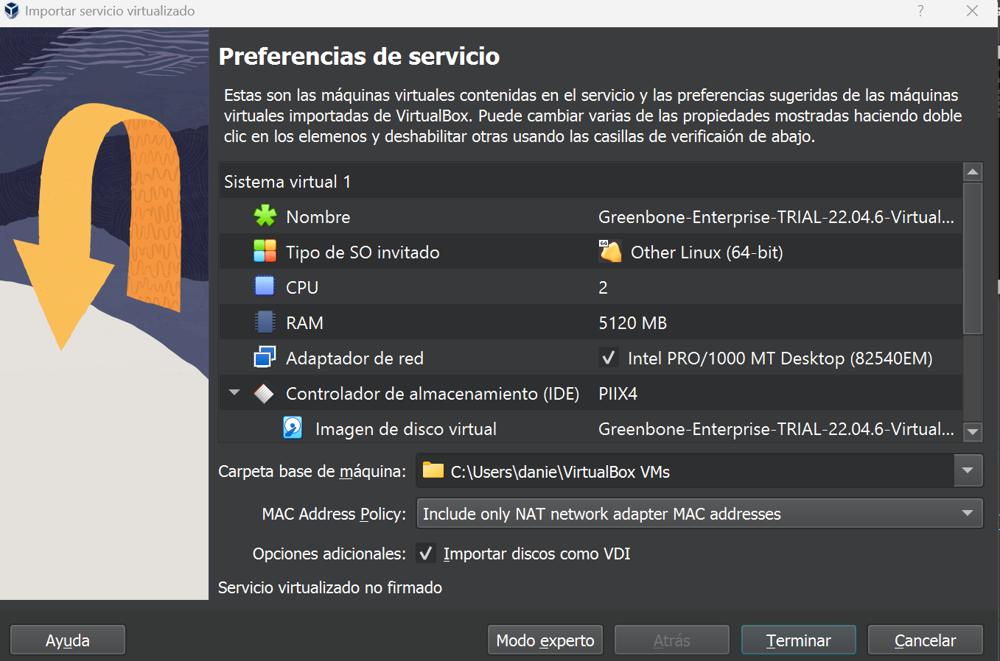 Importar servicio virtualizado
?
Preferencias de servicio
Estas son las máquinas virtuales contenidas en el servicio y las preferencias sugeridas de las máquinas
virtuales importadas de VirtualBox. Puede cambiar varias de las propiedades mostradas haciendo doble
clic en los elemenos y deshabilitar otras usando las casillas de verificaión de abajo.
Sistema virtual 1
Nombre Greenbone-Enterprise-TRIAL-22.04.6-Virtual...
Tipo de SO invitado 64 Other Linux (64-bit)
CPU 2
RAM 5120 MB
Adaptador de red Intel PRO/1000 MT Desktop (82540EM)
Controlador de almacenamiento (IDE) PIIX4
Imagen de disco virtual Greenbone-Enterprise-TRIAL-22.04.6-Virtual...
Carpeta base de máquina: C:\Users\danie\VirtualBox VMs
MAC Address Policy: Include only NAT network adapter MAC addresses
Opciones adicionales: Importar discos como VDI
Servicio virtualizado no firmado
Ayuda Modo experto Atrás Terminar Cancelar